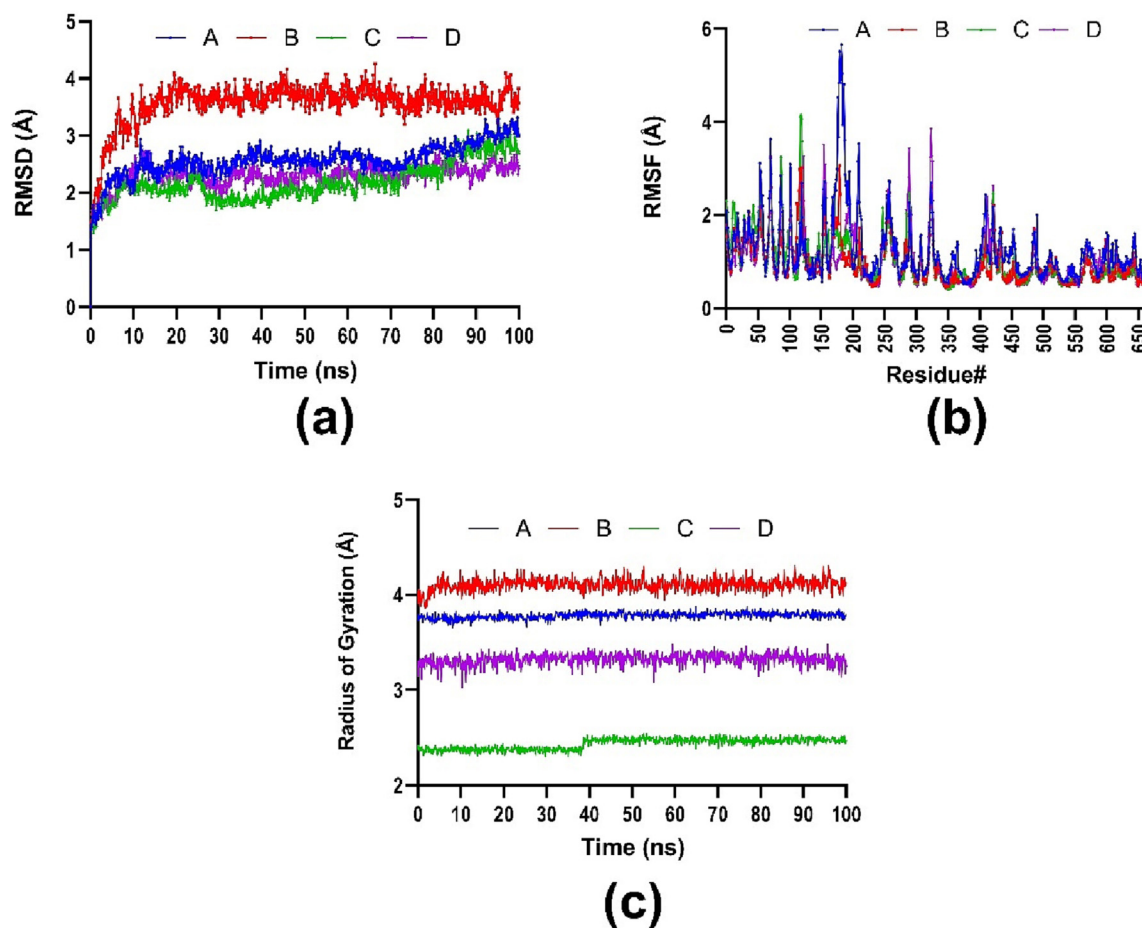 A B C D
RMSD (Å)
5
4
3
2
1
0
0 10 20 30 40 50 60 70 80 90 100
Time (ns)
(a)
A B C D
RMSF (Å)
6
4
2
0
0 50 100 150 200 250 300 350 400 450 500 550 600 650
Residue#
(b)
A B C D
Radius of Gyration (Å)
5
4
3
2
0 10 20 30 40 50 60 70 80 90 100
Time (ns)
(c)